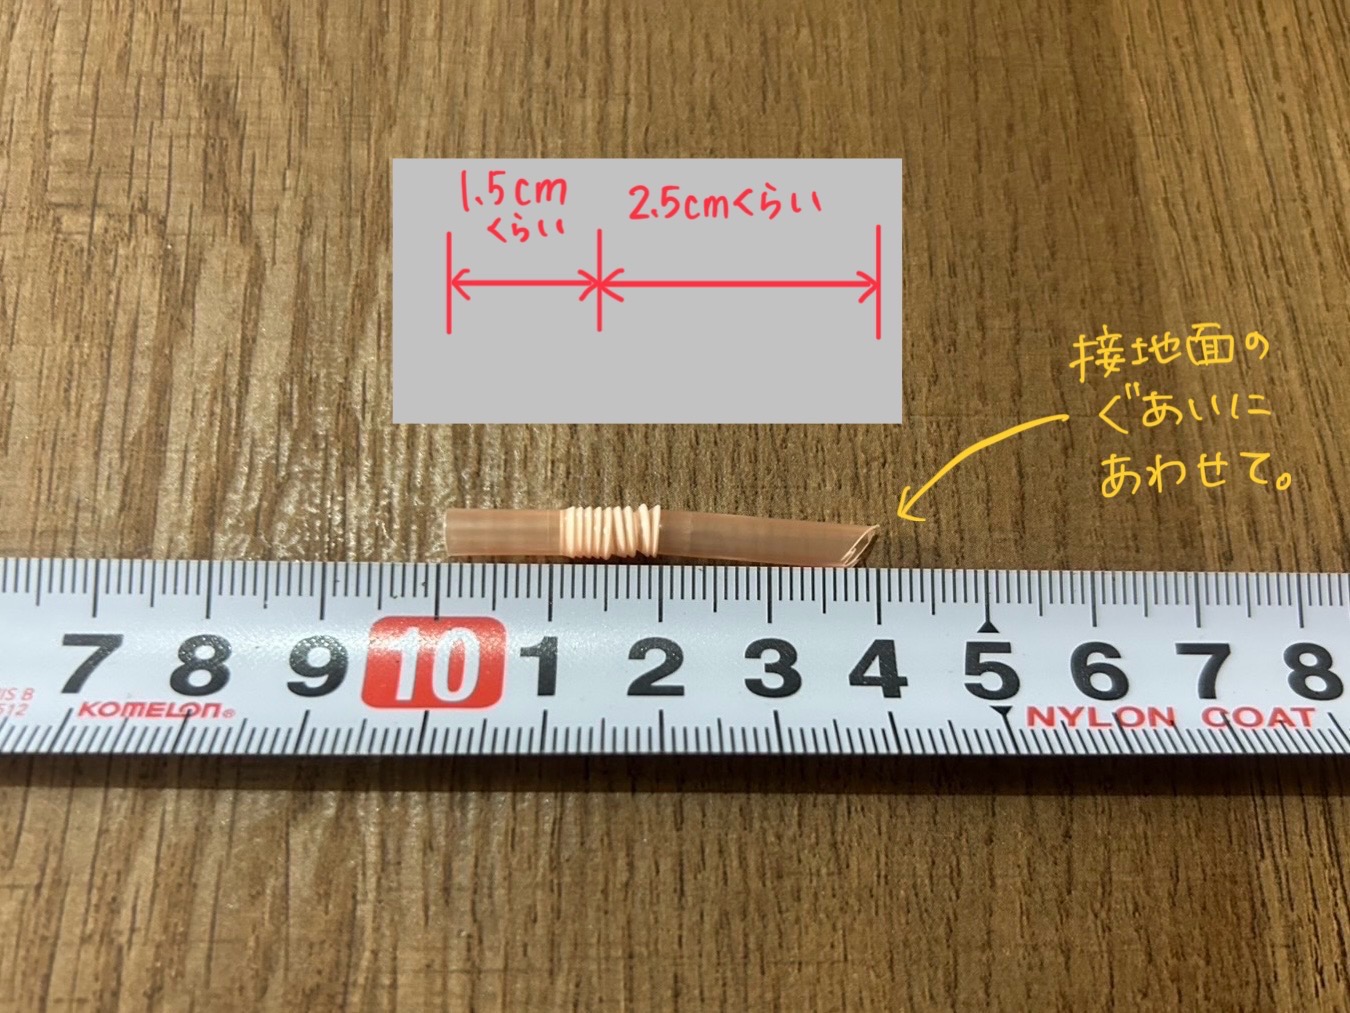 1.5cm
くらい
2.5cmくらい
接地面の
ぐあいに
あわせて。
7 8 9 10 1 2 3 4 5 6 7 8
KOMELON®
NYLON COAT